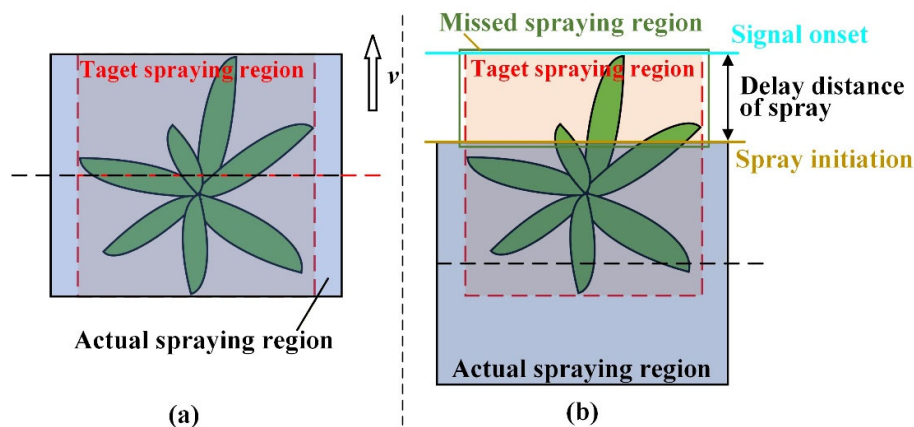 Taget spraying region
v
Actual spraying region
(a)
Missed spraying region
Signal onset
Taget spraying region
Delay distance
of spray
Spray initiation
Actual spraying region
(b)